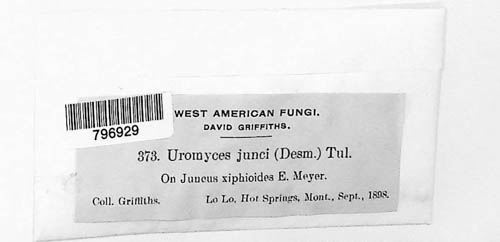 WEST AMERICAN FUNGI.
DAVID GRIFFITHS.
796929
373. Uromyces junci (Desm.) Tul.
On Juncus xiphioides E. Meyer.
Coll. Griffiths. Lo Lo, Hot Springs, Mont., Sept., 1898.